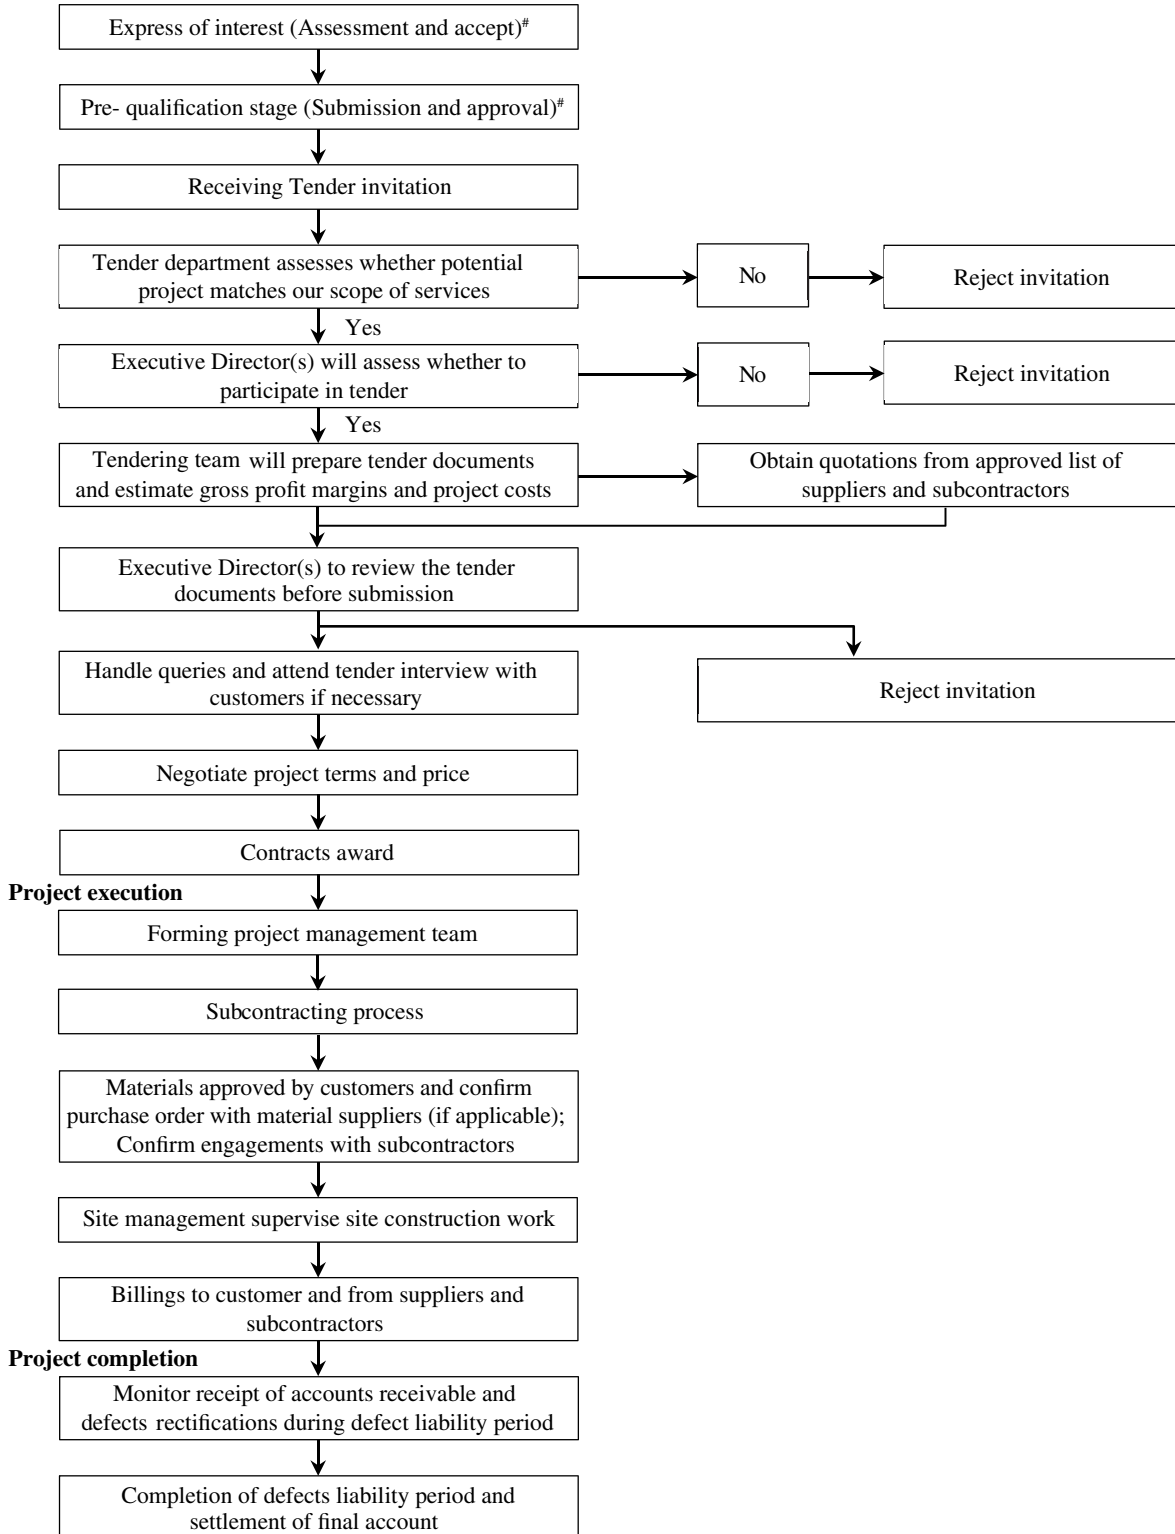 Express of interest (Assessment and accept)#
Pre- qualification stage (Submission and approval)#
Receiving Tender invitation
Tender department assesses whether potential
project matches our scope of services
No
Reject invitation
Yes
Executive Director(s) will assess whether to
participate in tender
No
Reject invitation
Yes
Tendering team will prepare tender documents
and estimate gross profit margins and project costs
Obtain quotations from approved list of
suppliers and subcontractors
Executive Director(s) to review the tender
documents before submission
Handle queries and attend tender interview with
customers if necessary
Reject invitation
Negotiate project terms and price
Contracts award
Project execution
Forming project management team
Subcontracting process
Materials approved by customers and confirm
purchase order with material suppliers (if applicable);
Confirm engagements with subcontractors
Site management supervise site construction work
Billings to customer and from suppliers and
subcontractors
Project completion
Monitor receipt of accounts receivable and
defects rectifications during defect liability period
Completion of defects liability period and
settlement of final account